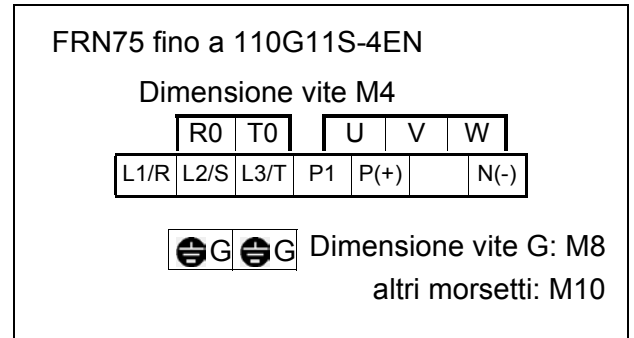 FRN75 fino a 110G11S-4EN
Dimensione vite M4
R0 T0 U V W
L1/R L2/S L3/T P1 P(+) N(-)
G G Dimensione vite G: M8
altri morsetti: M10